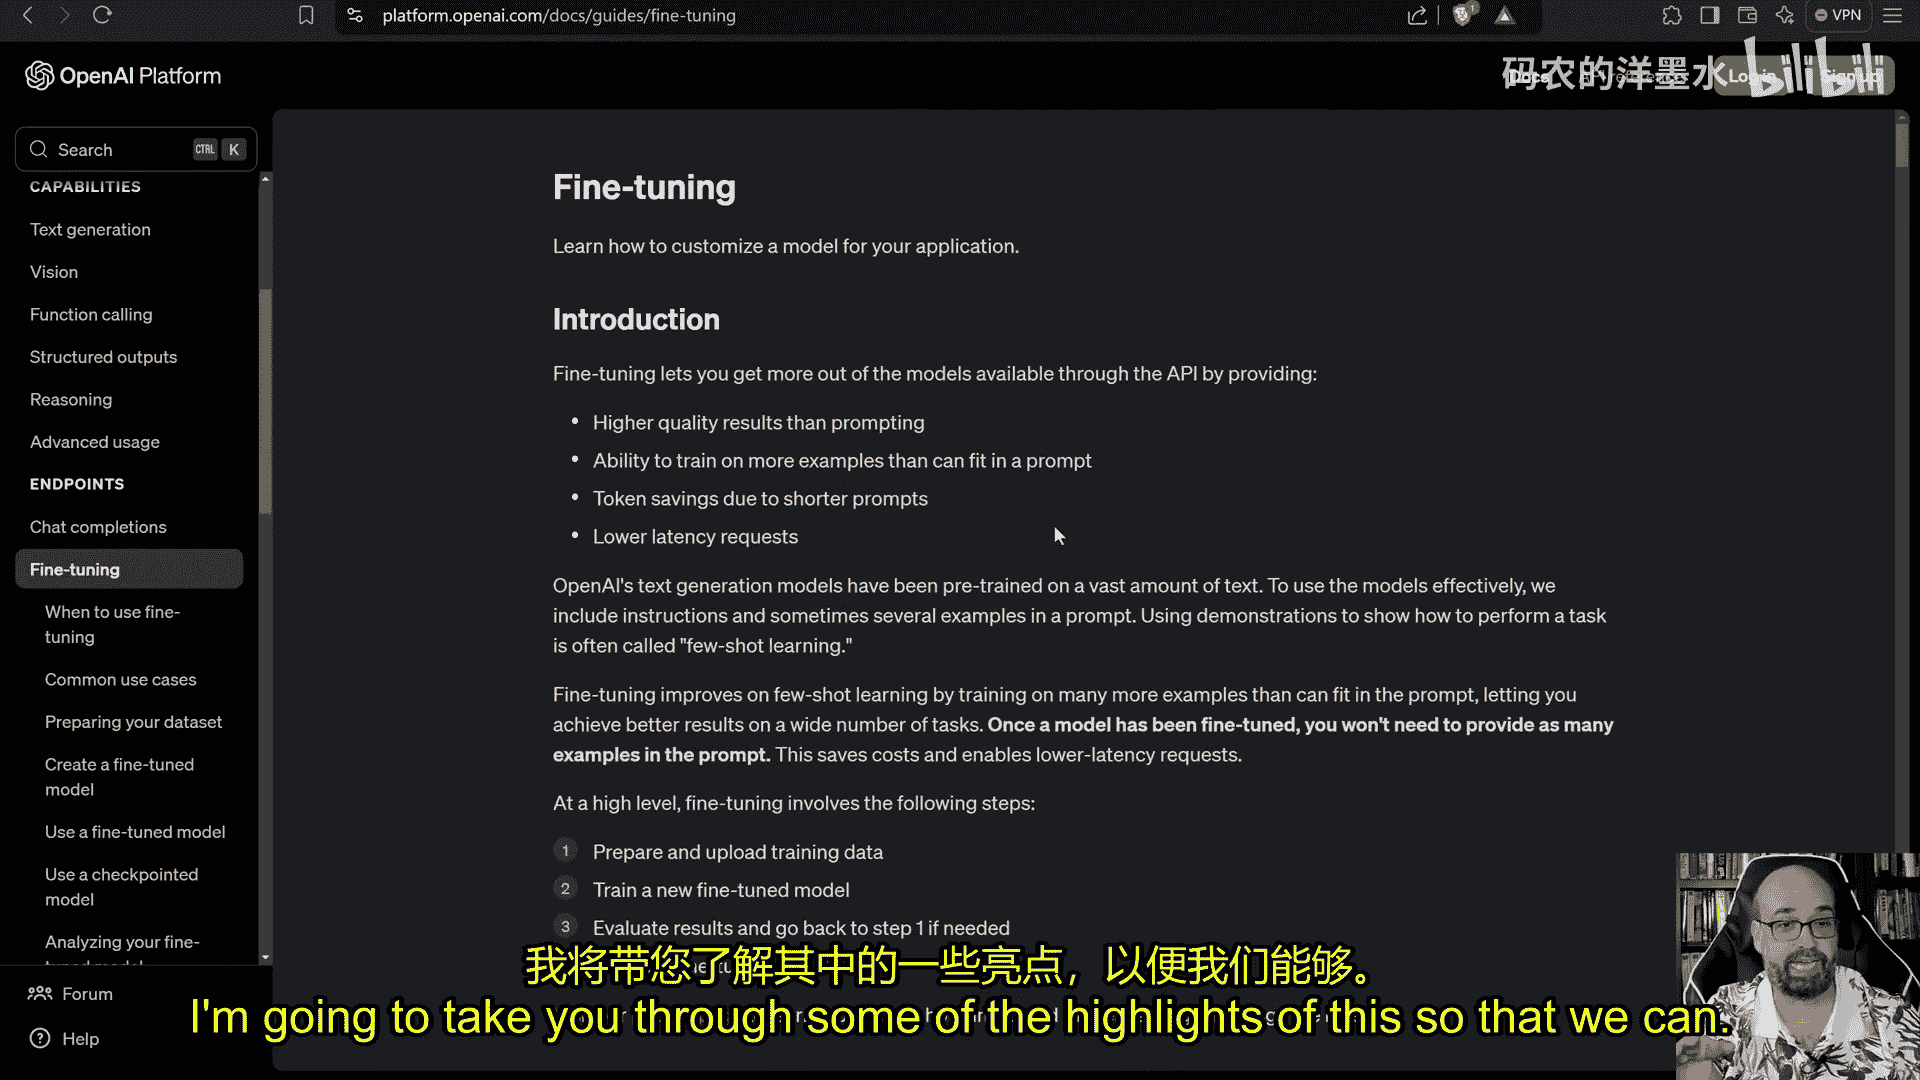 platform.openai.com/docs/guides/fine-tuning
1
VPN
OpenAI Platform
码农的洋墨水
bilibili
Docs
Log in
Sign up
Search
CTRL K
CAPABILITIES
Text generation
Vision
Function calling
Structured outputs
Reasoning
Advanced usage
ENDPOINTS
Chat completions
Fine-tuning
When to use fine-
tuning
Common use cases
Preparing your dataset
Create a fine-tuned
model
Use a fine-tuned model
Use a checkpointed
model
Analyzing your fine-
Forum
Help
Fine-tuning
Learn how to customize a model for your application.
Introduction
Fine-tuning lets you get more out of the models available through the API by providing:
• Higher quality results than prompting
• Ability to train on more examples than can fit in a prompt
• Token savings due to shorter prompts
• Lower latency requests
OpenAI's text generation models have been pre-trained on a vast amount of text. To use the models effectively, we
include instructions and sometimes several examples in a prompt. Using demonstrations to show how to perform a task
is often called "few-shot learning."
Fine-tuning improves on few-shot learning by training on many more examples than can fit in the prompt, letting you
achieve better results on a wide number of tasks. Once a model has been fine-tuned, you won't need to provide as many
examples in the prompt. This saves costs and enables lower-latency requests.
At a high level, fine-tuning involves the following steps:
1 Prepare and upload training data
2 Train a new fine-tuned model
3 Evaluate results and go back to step 1 if needed
我将带您了解其中的一些亮点，以便我们能够。
I'm going to take you through some of the highlights of this so that we can.